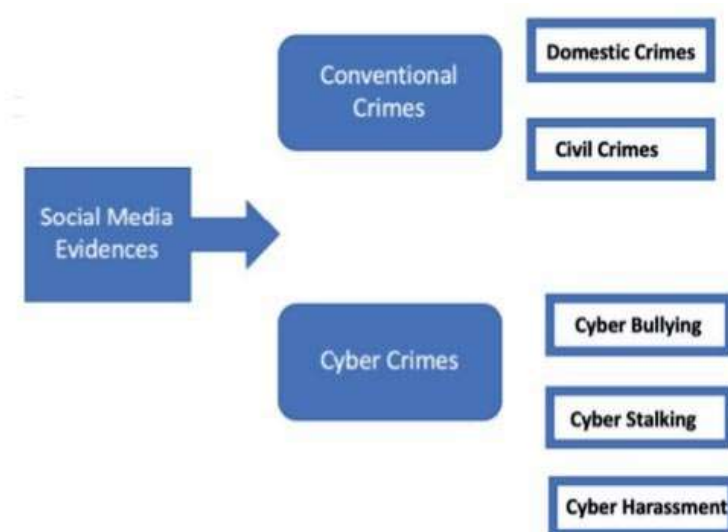 Conventional
Crimes
Domestic Crimes
Civil Crimes
Social Media
Evidences
Cyber Crimes
Cyber Bullying
Cyber Stalking
Cyber Harassment